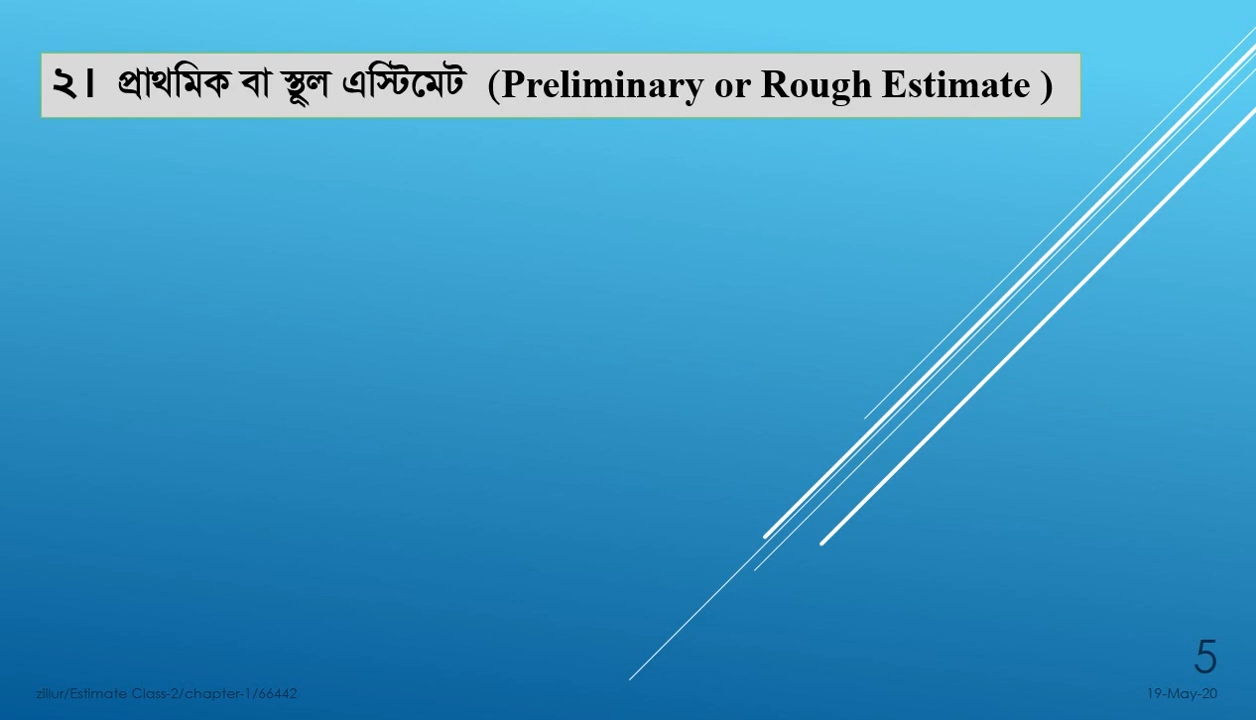 ২। প্রাথমিক বা স্থুল এস্টিমেট (Preliminary or Rough Estimate )
5
zillur/Estimate Class-2/chapter-1/66442
19-May-20